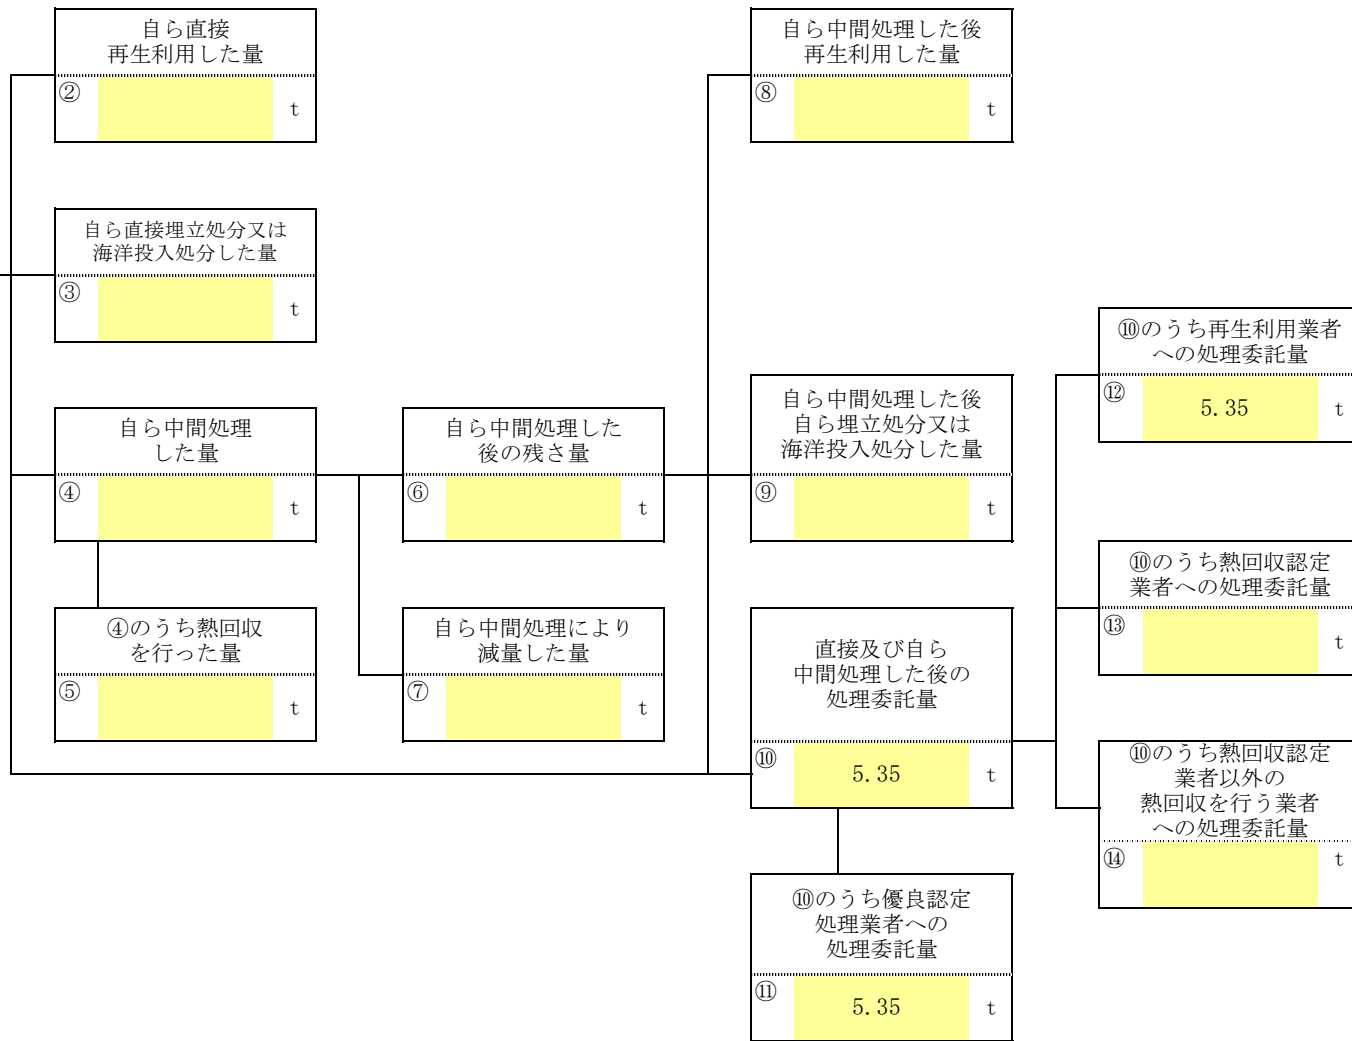 自ら直接
再生利用した量
②
t
自ら中間処理した後
再生利用した量
⑧
t
自ら直接埋立処分又は
海洋投入処分した量
③
t
⑩のうち再生利用業者
への処理委託量
⑫
5.35 t
自ら中間処理
した量
④
t
自ら中間処理した
後の残さ量
⑥
t
自ら中間処理した後
自ら埋立処分又は
海洋投入処分した量
⑨
t
⑩のうち熱回収認定
業者への処理委託量
⑬
t
④のうち熱回収
を行った量
⑤
t
自ら中間処理により
減量した量
⑦
t
直接及び自ら
中間処理した後の
処理委託量
⑩
5.35 t
⑩のうち熱回収認定
業者以外の
熱回収を行う業者
への処理委託量
⑭
t
⑩のうち優良認定
処理業者への
処理委託量
⑪
5.35 t